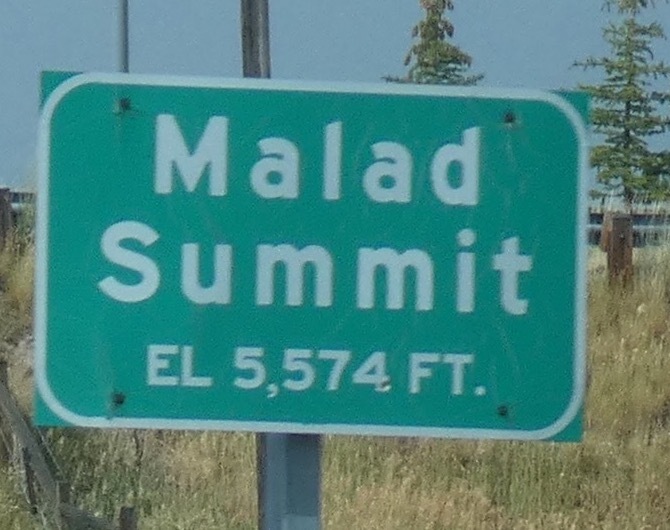 Malad
Summit
EL 5,574 FT.